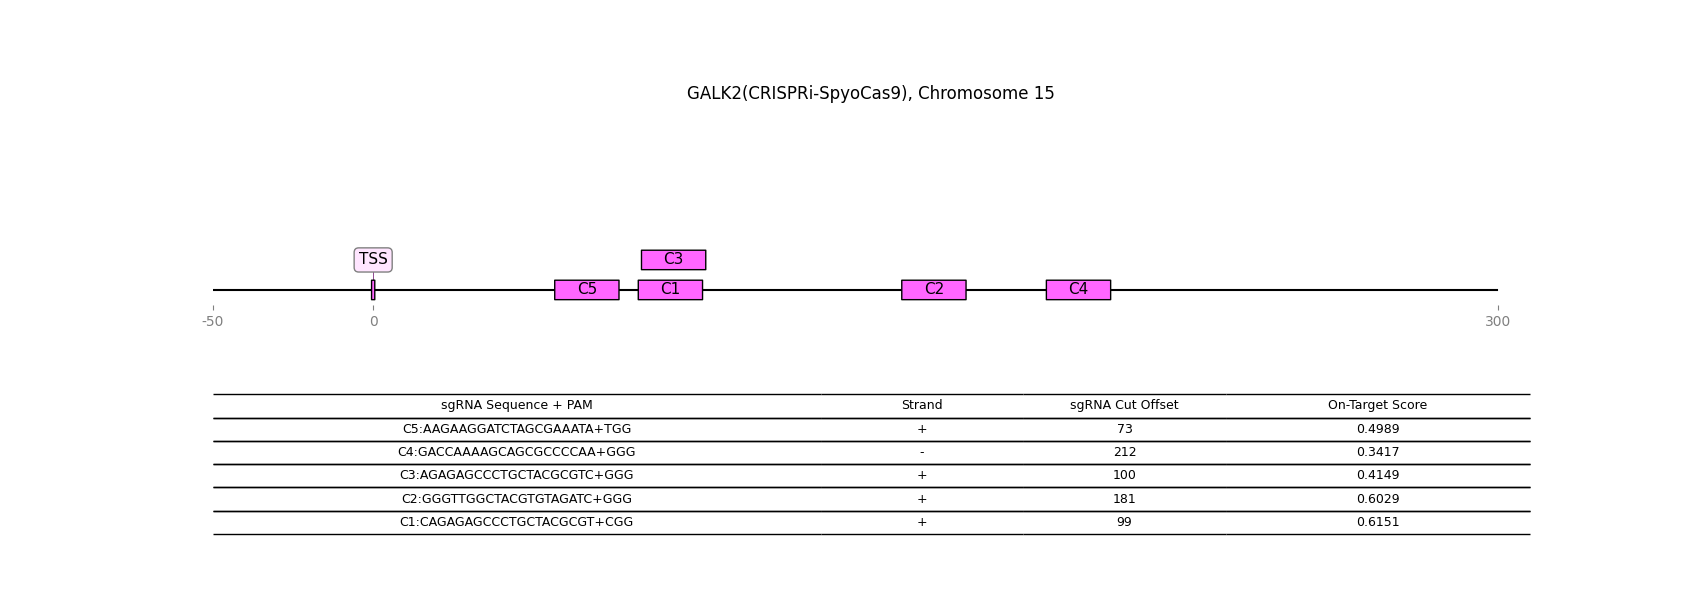 GALK2(CRISPRi-SpyoCas9), Chromosome 15
TSS
C3
C5 C1 C2 C4
-50 0 300
sgRNA Sequence + PAM Strand sgRNA Cut Offset On-Target Score
C5:AAGAAGGATCTAGCGAAATA+TGG + 73 0.4989
C4:GACCAAAAGCAGCGCCCCAA+GGG - 212 0.3417
C3:AGAGAGCCCTGCTACGCGTC+GGG + 100 0.4149
C2:GGGTTGGCTACGTGTAGATC+GGG + 181 0.6029
C1:CAGAGAGCCCTGCTACGCGT+CGG + 99 0.6151